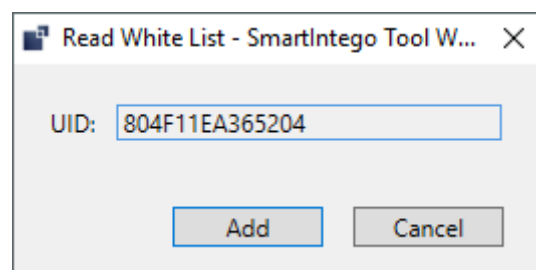 Read White List - SmartIntego Tool W...
UID: 804F11EA365204
Add Cancel